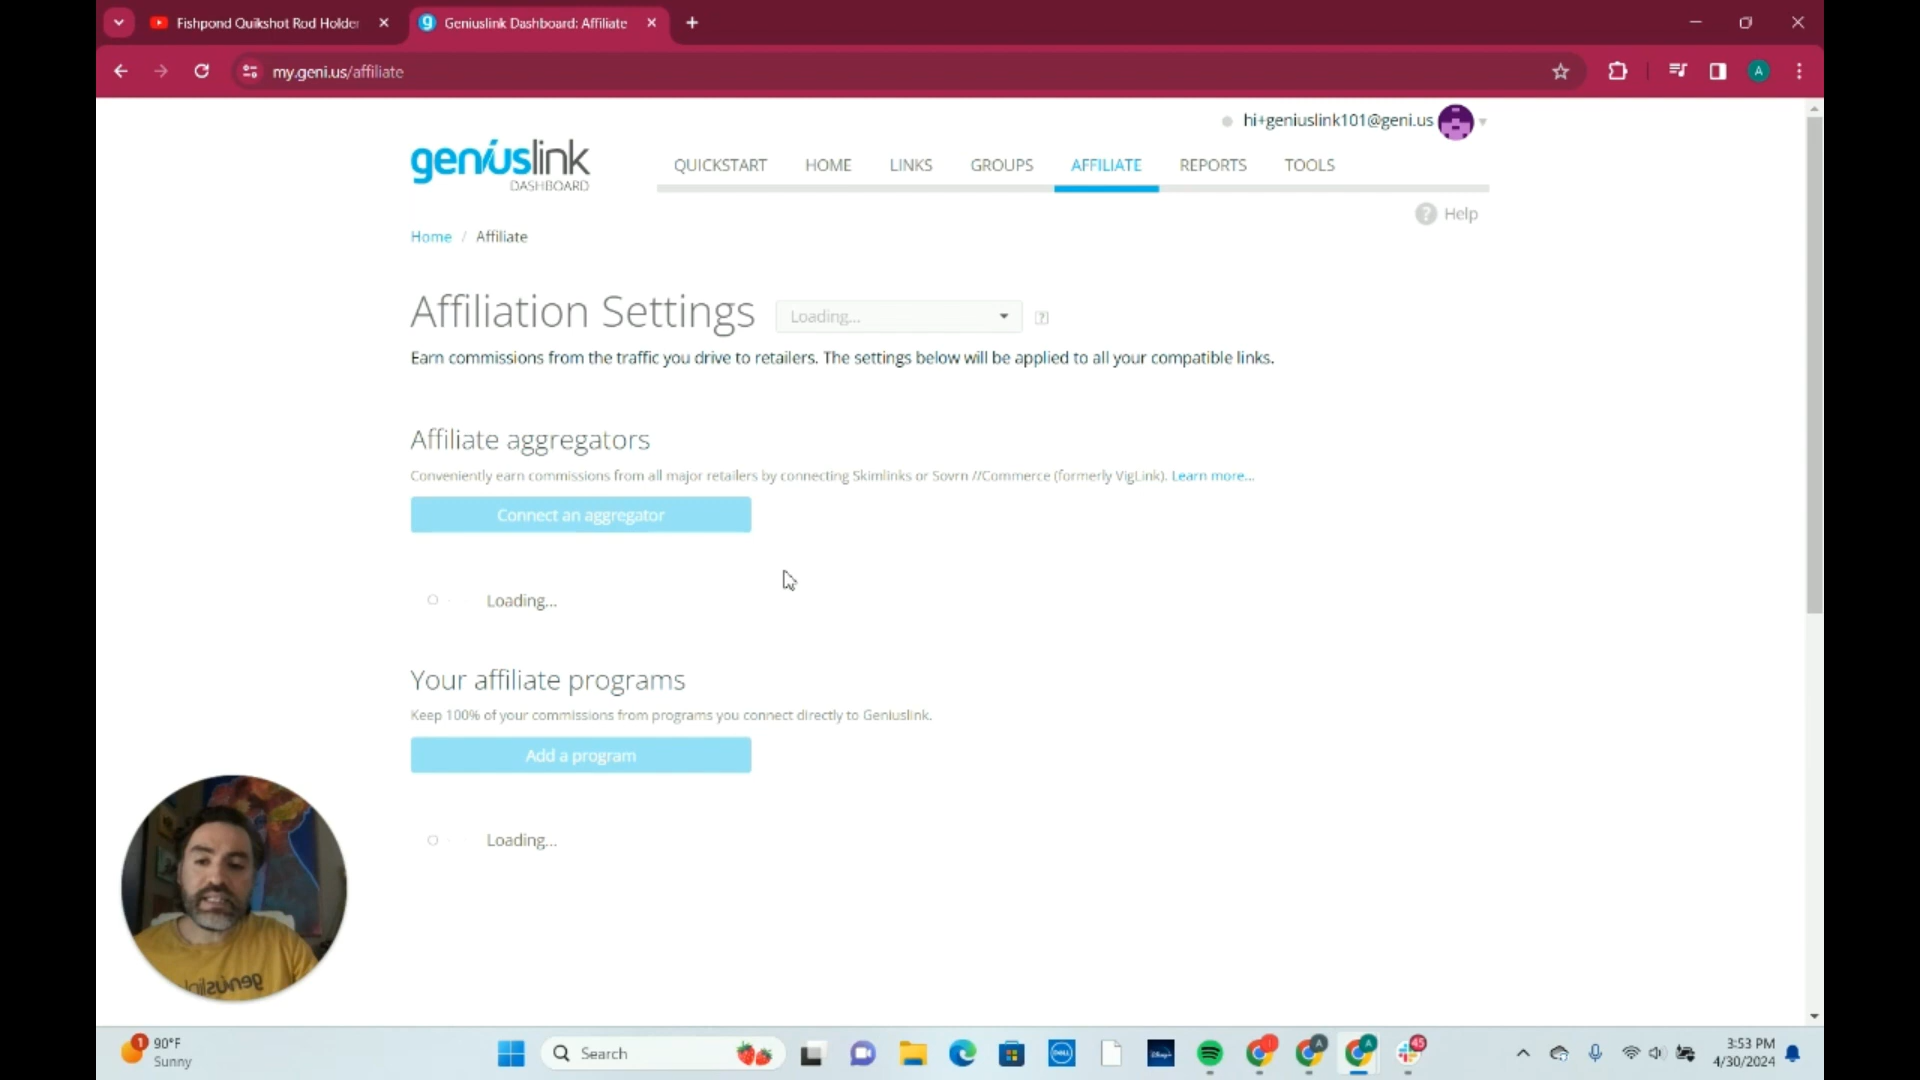 Fishpond Quikshot Rod Holder
Geniuslink Dashboard: Affiliate
my.geni.us/affiliate
A
hi+geniuslink101@geni.us
geniuslink
DASHBOARD
QUICKSTART HOME LINKS GROUPS AFFILIATE REPORTS TOOLS
? Help
Home / Affiliate
Affiliation Settings Loading... ?
Earn commissions from the traffic you drive to retailers. The settings below will be applied to all your compatible links.
Affiliate aggregators
Conveniently earn commissions from all major retailers by connecting Skimlinks or Sovrn //Commerce (formerly VigLink). Learn more...
Connect an aggregator
Loading...
Your affiliate programs
Keep 100% of your commissions from programs you connect directly to Geniuslink.
Add a program
Loading...
geniuslink
1 90°F
Sunny
Search
DELL
Disney+
A
A
45
3:53 PM
4/30/2024